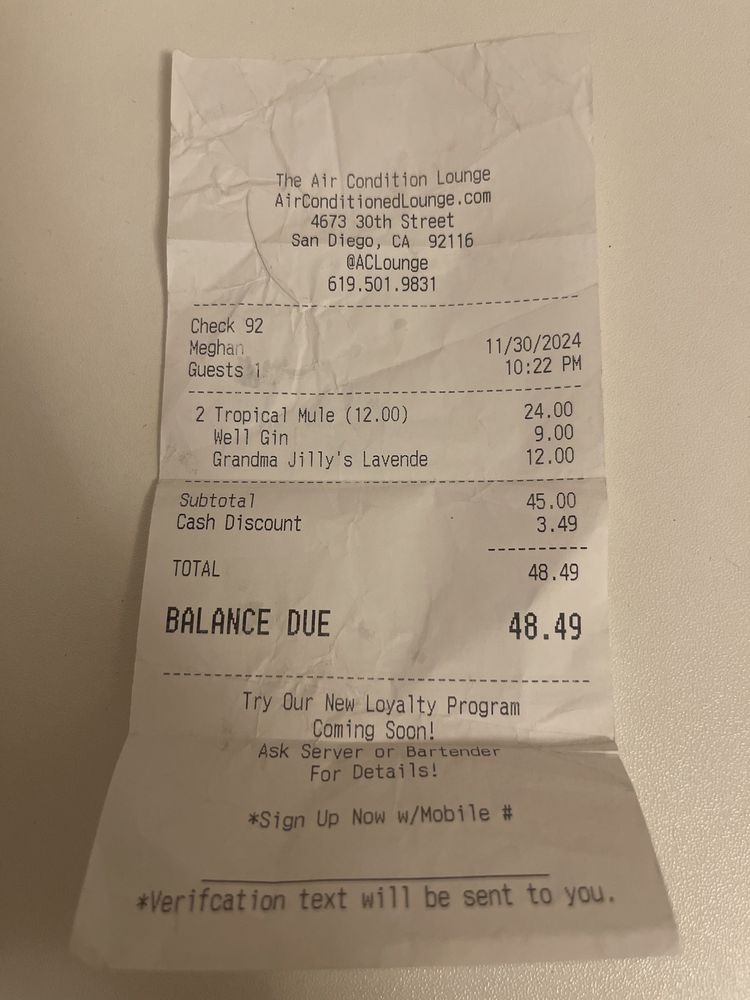 The Air Condition Lounge
AirConditionedLounge.com
4673 30th Street
San Diego, CA 92116
@ACLounge
619.501.9831
Check 92
Meghan 11/30/2024
Guests 1 10:22 PM
2 Tropical Mule (12.00) 24.00
Well Gin 9.00
Grandma Jilly's Lavende 12.00
Subtotal 45.00
Cash Discount 3.49
TOTAL 48.49
BALANCE DUE 48.49
Try Our New Loyalty Program
Coming Soon!
Ask Server or Bartender
For Details!
*Sign Up Now w/Mobile #
*Verifcation text will be sent to you.